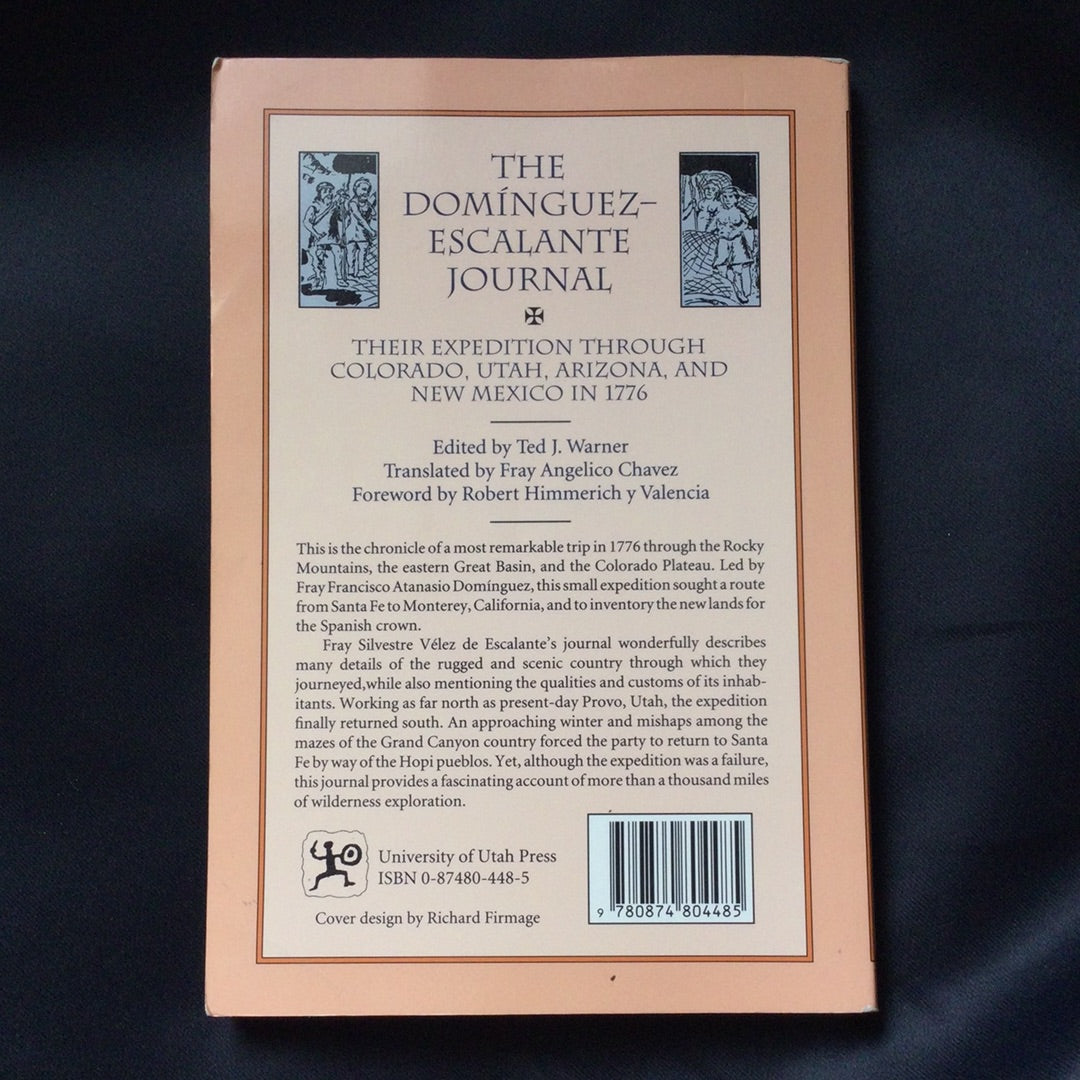 THE
DOMÍNGUEZ–
ESCALANTE
JOURNAL
THEIR EXPEDITION THROUGH
COLORADO, UTAH, ARIZONA, AND
NEW MEXICO IN 1776
Edited by Ted J. Warner
Translated by Fray Angelico Chavez
Foreword by Robert Himmerich y Valencia
This is the chronicle of a most remarkable trip in 1776 through the Rocky
Mountains, the eastern Great Basin, and the Colorado Plateau. Led by
Fray Francisco Atanasio Domínguez, this small expedition sought a route
from Santa Fe to Monterey, California, and to inventory the new lands for
the Spanish crown.
Fray Silvestre Vélez de Escalante's journal wonderfully describes
many details of the rugged and scenic country through which they
journeyed,while also mentioning the qualities and customs of its inhab-
itants. Working as far north as present-day Provo, Utah, the expedition
finally returned south. An approaching winter and mishaps among the
mazes of the Grand Canyon country forced the party to return to Santa
Fe by way of the Hopi pueblos. Yet, although the expedition was a failure,
this journal provides a fascinating account of more than a thousand miles
of wilderness exploration.
University of Utah Press
ISBN 0-87480-448-5
Cover design by Richard Firmage
9 780874 804485